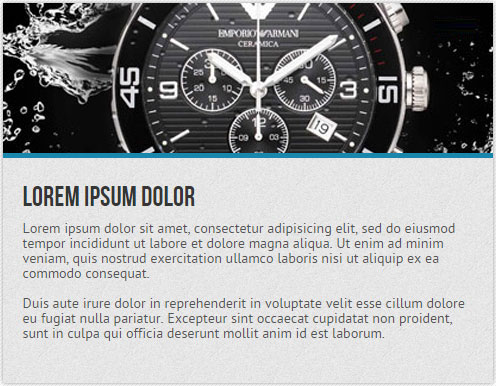 EMPORIO ARMANI
CERAMICA
45
9
3
15
19
LOREM IPSUM DOLOR
Lorem ipsum dolor sit amet, consectetur adipisicing elit, sed do eiusmod
tempor incididunt ut labore et dolore magna aliqua. Ut enim ad minim
veniam, quis nostrud exercitation ullamco laboris nisi ut aliquip ex ea
commodo consequat.
Duis aute irure dolor in reprehenderit in voluptate velit esse cillum dolore
eu fugiat nulla pariatur. Excepteur sint occaecat cupidatat non proident,
sunt in culpa qui officia deserunt mollit anim id est laborum.